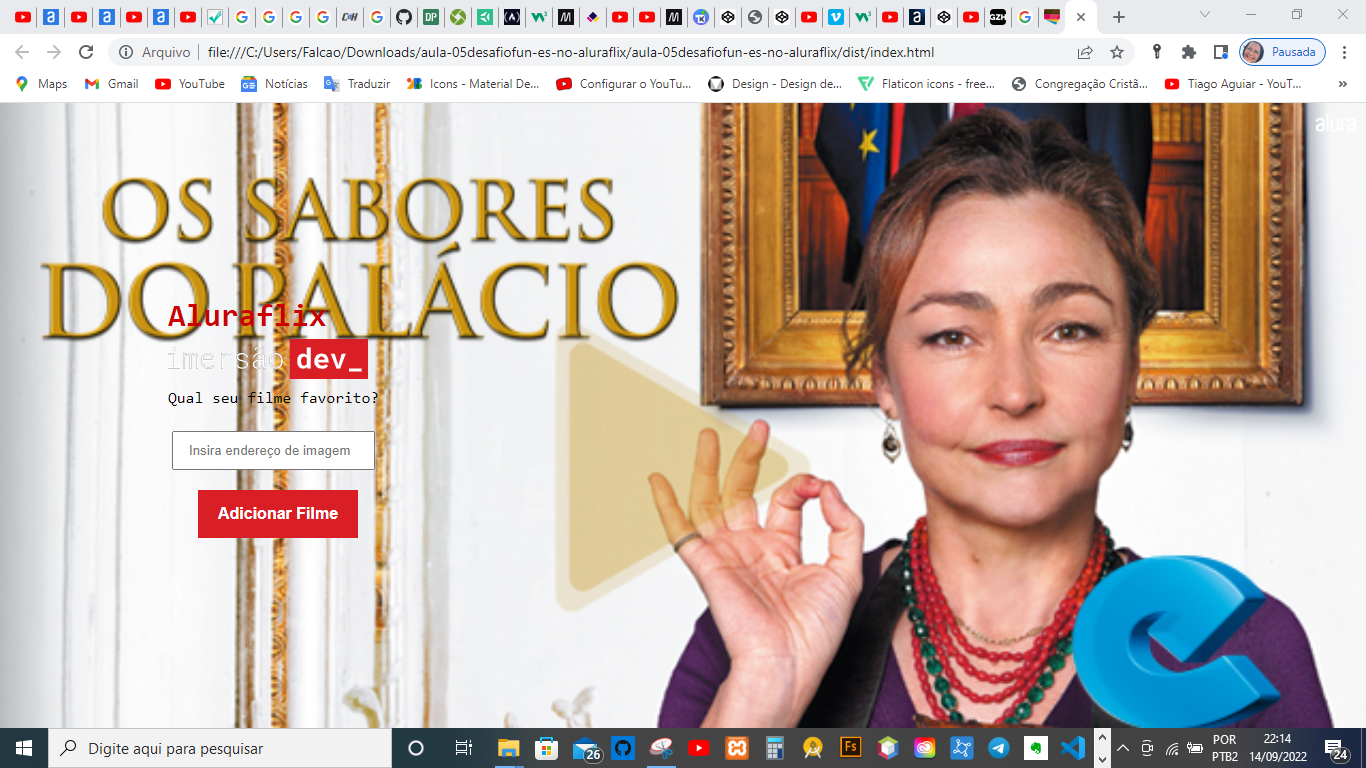 Arquivo
file:///C:/Users/Falcao/Downloads/aula-05desafiofun-es-no-aluraflix/aula-05desafiofun-es-no-aluraflix/dist/index.html
Pausada
Maps
Gmail
YouTube
Notícias
Traduzir
Icons - Material De...
Configurar o YouTu...
Design - Design de...
Flaticon icons - free...
Congregação Cristã...
Tiago Aguiar - YouT...
»
alura
OS SABORES
DO PALÁCIO
Aluraflix
imersão dev_
Qual seu filme favorito?
Insira endereço de imagem
Adicionar Filme
Digite aqui para pesquisar
26
Fs
POR
PTB2
22:14
14/09/2022
24